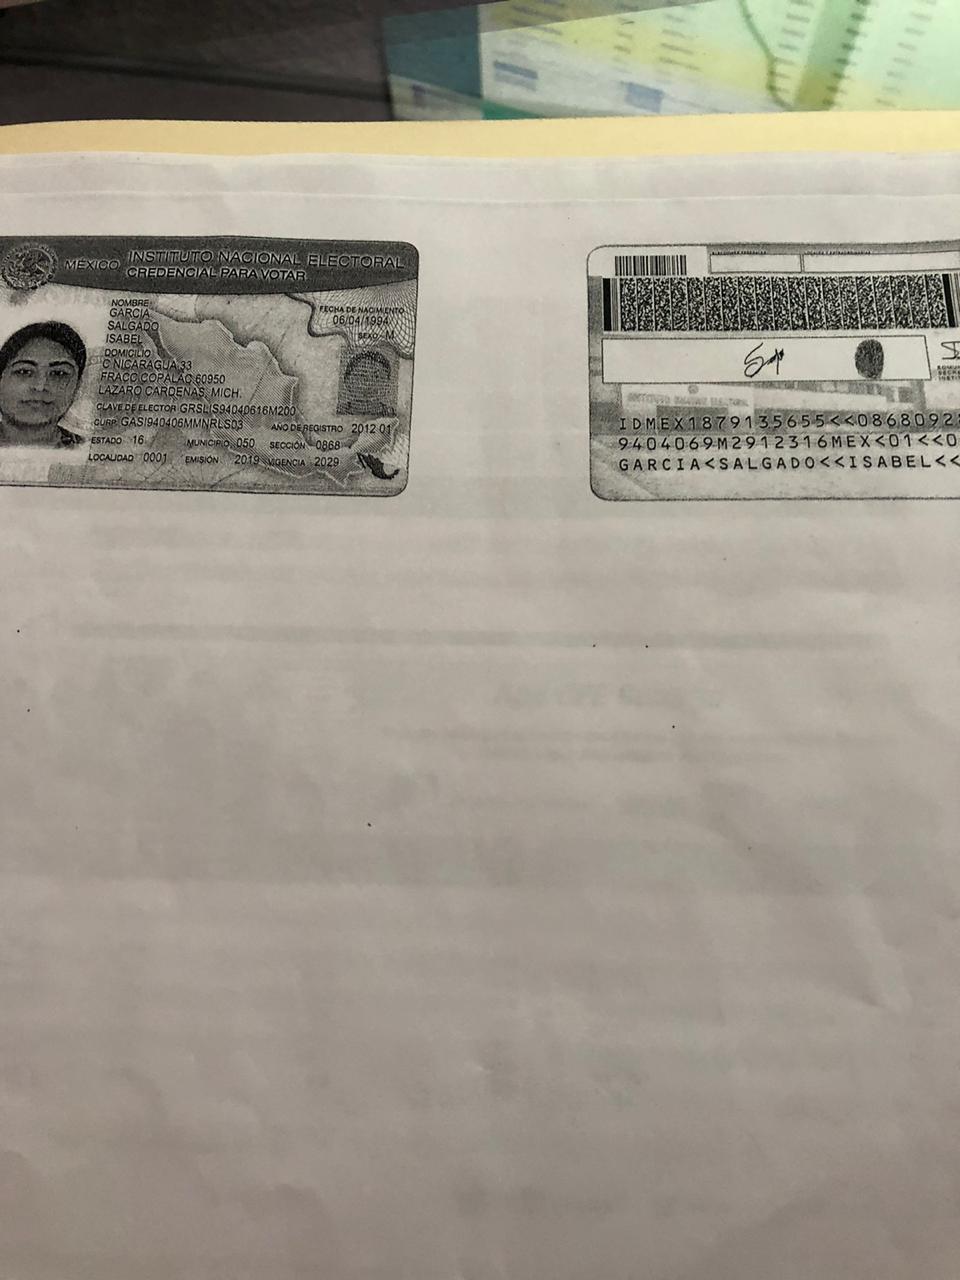 MÉXICO INSTITUTO NACIONAL ELECTORAL
CREDENCIAL PARA VOTAR
NOMBRE
GARCIA
SALGADO
ISABEL
FECHA DE NACIMIENTO
06/04/1994
SEXO M
DOMICILIO
C NICARAGUA 33
FRACC COPALAC 60950
LAZARO CARDENAS, MICH.
CLAVE DE ELECTOR GRSLIS94040616M200
CURP GASI940406MMNRLS03
AÑO DE REGISTRO 2012 01
ESTADO 16
MUNICIPIO 050
SECCIÓN 0868
LOCALIDAD 0001
EMISIÓN 2019
VIGENCIA 2029
IDMEX1879135655<<0868092
9404069M2912316MEX<01<<0
GARCIA<SALGADO<<ISABEL<<